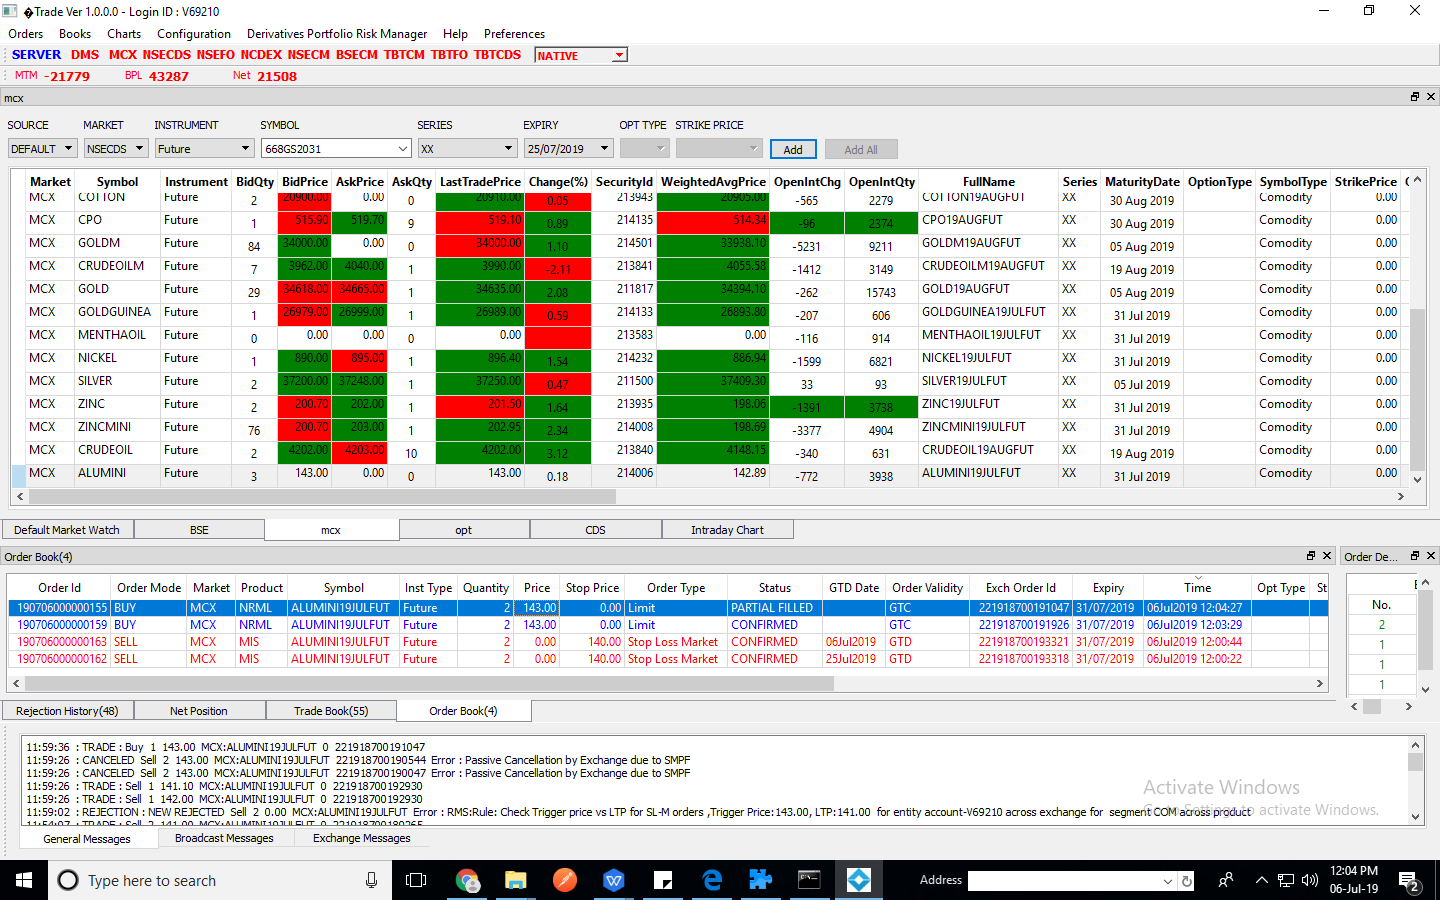 �Trade Ver 1.0.0.0 - Login ID : V69210
Orders Books Charts Configuration Derivatives Portfolio Risk Manager Help Preferences
SERVER DMS MCX NSECDS NSEFO NCDEX NSECM BSECM TBTCM TBTFO TBTCDS NATIVE
MTM -21779 BPL 43287 Net 21508
mcx
SOURCE MARKET INSTRUMENT SYMBOL SERIES EXPIRY OPT TYPE STRIKE PRICE
DEFAULT NSECDS Future 668GS2031 XX 25/07/2019 Add Add All
Market Symbol Instrument BidQty BidPrice AskPrice AskQty LastTradePrice Change(%) SecurityId WeightedAvgPrice OpenIntChg OpenIntQty FullName Series MaturityDate OptionType SymbolType StrikePrice
MCX COTTON Future 2 20900.00 0.00 0 20910.00 0.05 213943 20905.00 -565 2279 COTTON19AUGFUT XX 30 Aug 2019 Comodity 0.00
MCX CPO Future 1 515.90 519.70 9 519.10 0.89 214135 514.34 -96 2374 CPO19AUGFUT XX 30 Aug 2019 Comodity 0.00
MCX GOLDM Future 84 34000.00 0.00 0 34000.00 1.10 214501 33938.10 -5231 9211 GOLDM19AUGFUT XX 05 Aug 2019 Comodity 0.00
MCX CRUDEOILM Future 7 3962.00 4040.00 1 3990.00 -2.11 213841 4055.58 -1412 3149 CRUDEOILM19AUGFUT XX 19 Aug 2019 Comodity 0.00
MCX GOLD Future 29 34618.00 34665.00 1 34635.00 2.08 211817 34394.10 -262 15743 GOLD19AUGFUT XX 05 Aug 2019 Comodity 0.00
MCX GOLDGUINEA Future 1 26979.00 26999.00 1 26989.00 0.59 214133 26893.80 -207 606 GOLDGUINEA19JULFUT XX 31 Jul 2019 Comodity 0.00
MCX MENTHAOIL Future 0 0.00 0.00 0 0.00 213583 0.00 -116 914 MENTHAOIL19JULFUT XX 31 Jul 2019 Comodity 0.00
MCX NICKEL Future 1 890.00 895.00 1 896.40 1.54 214232 886.94 -1599 6821 NICKEL19JULFUT XX 31 Jul 2019 Comodity 0.00
MCX SILVER Future 2 37200.00 37248.00 1 37250.00 0.47 211500 37409.30 33 93 SILVER19JULFUT XX 05 Jul 2019 Comodity 0.00
MCX ZINC Future 2 200.70 202.00 1 201.50 1.64 213935 198.06 -1391 3738 ZINC19JULFUT XX 31 Jul 2019 Comodity 0.00
MCX ZINCMINI Future 76 200.70 203.00 1 202.95 2.34 214008 198.69 -3377 4904 ZINCMINI19JULFUT XX 31 Jul 2019 Comodity 0.00
MCX CRUDEOIL Future 2 4202.00 4203.00 10 4202.00 3.12 213840 4148.15 -340 631 CRUDEOIL19AUGFUT XX 19 Aug 2019 Comodity 0.00
MCX ALUMINI Future 3 143.00 0.00 0 143.00 0.18 214006 142.89 -772 3938 ALUMINI19JULFUT XX 31 Jul 2019 Comodity 0.00
Default Market Watch BSE mcx opt CDS Intraday Chart
Order Book(4) Order De...
Order Id Order Mode Market Product Symbol Inst Type Quantity Price Stop Price Order Type Status GTD Date Order Validity Exch Order Id Expiry Time Opt Type St
190706000000155 BUY MCX NRML ALUMINI19JULFUT Future 2 143.00 0.00 Limit PARTIAL FILLED GTC 221918700191047 31/07/2019 06Jul2019 12:04:27
190706000000159 BUY MCX NRML ALUMINI19JULFUT Future 2 143.00 0.00 Limit CONFIRMED GTC 221918700191926 31/07/2019 06Jul2019 12:03:29
190706000000163 SELL MCX MIS ALUMINI19JULFUT Future 2 0.00 140.00 Stop Loss Market CONFIRMED 06Jul2019 GTD 221918700193321 31/07/2019 06Jul2019 12:00:44
190706000000162 SELL MCX MIS ALUMINI19JULFUT Future 2 0.00 140.00 Stop Loss Market CONFIRMED 25Jul2019 GTD 221918700193318 31/07/2019 06Jul2019 12:00:22
No.
2
1
1
1
Rejection History(48) Net Position Trade Book(55) Order Book(4)
11:59:36 : TRADE : Buy 1 143.00 MCX:ALUMINI19JULFUT 0 221918700191047
11:59:26 : CANCELED Sell 2 143.00 MCX:ALUMINI19JULFUT 221918700190544 Error : Passive Cancellation by Exchange due to SMPF
11:59:26 : CANCELED Sell 2 143.00 MCX:ALUMINI19JULFUT 221918700190047 Error : Passive Cancellation by Exchange due to SMPF
11:59:26 : TRADE : Sell 1 141.10 MCX:ALUMINI19JULFUT 0 221918700192930
11:59:26 : TRADE : Sell 1 142.00 MCX:ALUMINI19JULFUT 0 221918700192930
11:59:02 : REJECTION : NEW REJECTED Sell 2 0.00 MCX:ALUMINI19JULFUT Error : RMS:Rule: Check Trigger price vs LTP for SL-M orders ,Trigger Price:143.00, LTP:141.00 for entity account-V69210 across exchange for segment COM across product
Activate Windows
Go to Settings to activate Windows.
General Messages Broadcast Messages Exchange Messages
Type here to search
Address
12:04 PM
06-Jul-19
2